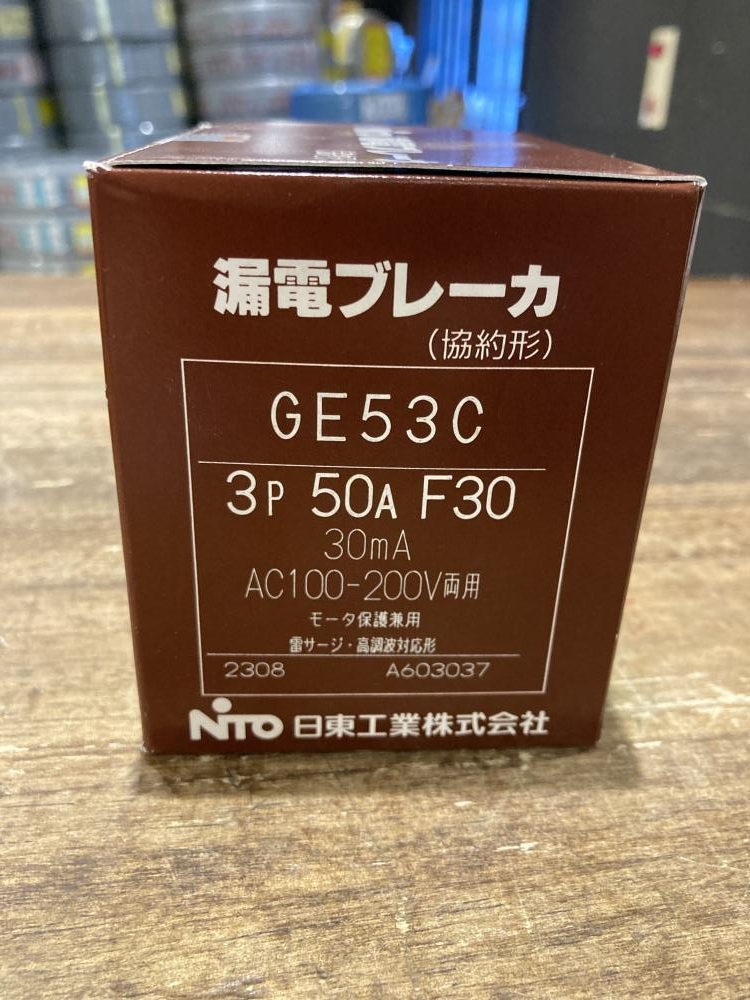 漏電ブレーカ
(協約形)
GE53C
3P 50A F30
30mA
AC100-200V両用
モータ保護兼用
雷サージ・高調波対応形
2308 A603037
NITO 日東工業株式会社